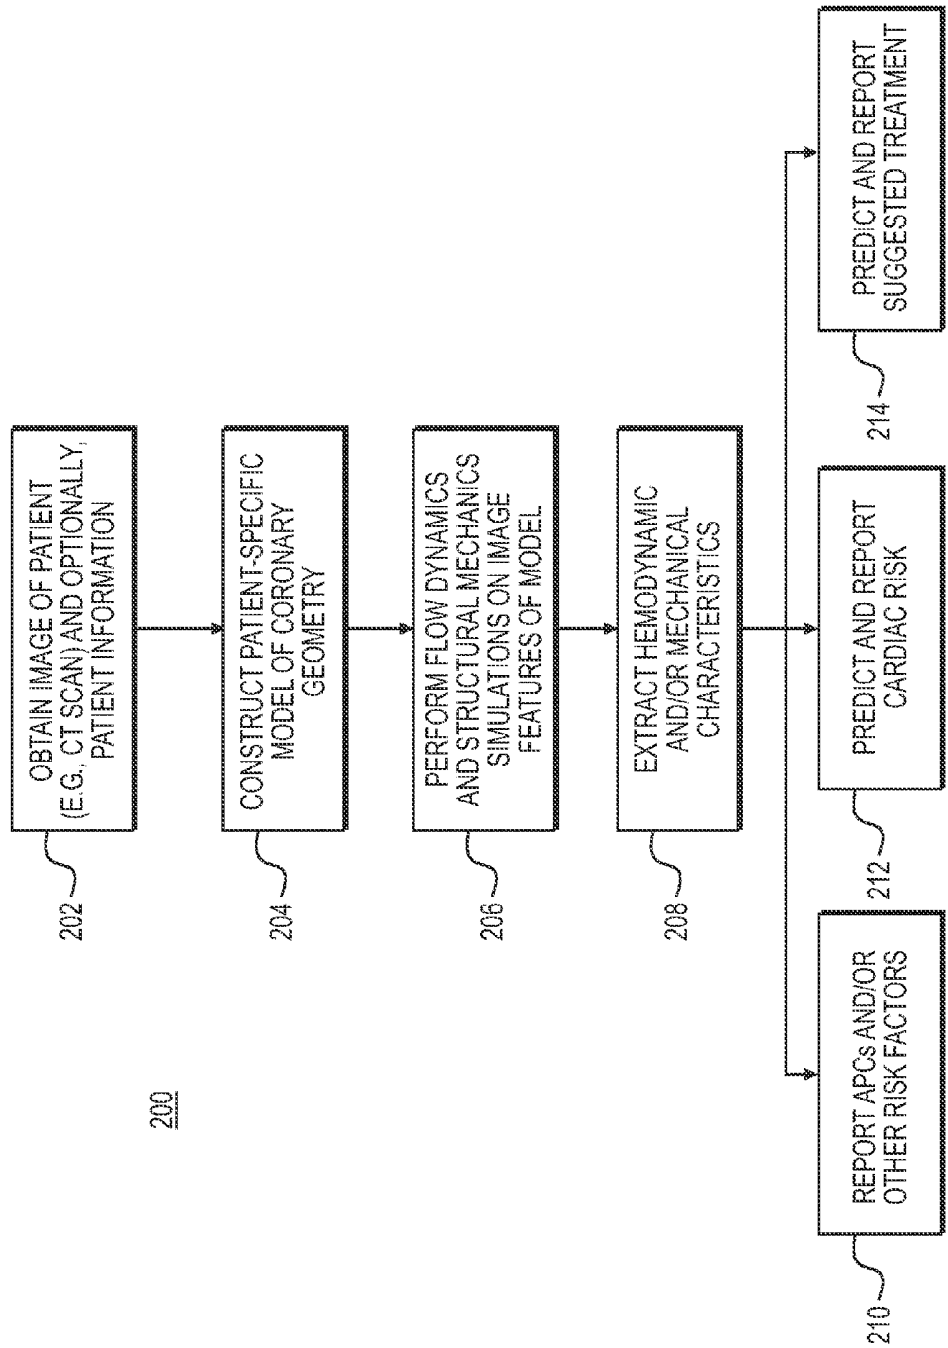 200
202
OBTAIN IMAGE OF PATIENT
(E.G., CT SCAN) AND OPTIONALLY,
PATIENT INFORMATION
204
CONSTRUCT PATIENT-SPECIFIC
MODEL OF CORONARY
GEOMETRY
206
PERFORM FLOW DYNAMICS
AND STRUCTURAL MECHANICS
SIMULATIONS ON IMAGE
FEATURES OF MODEL
208
EXTRACT HEMODYNAMIC
AND/OR MECHANICAL
CHARACTERISTICS
210
REPORT APCs AND/OR
OTHER RISK FACTORS
212
PREDICT AND REPORT
CARDIAC RISK
214
PREDICT AND REPORT
SUGGESTED TREATMENT